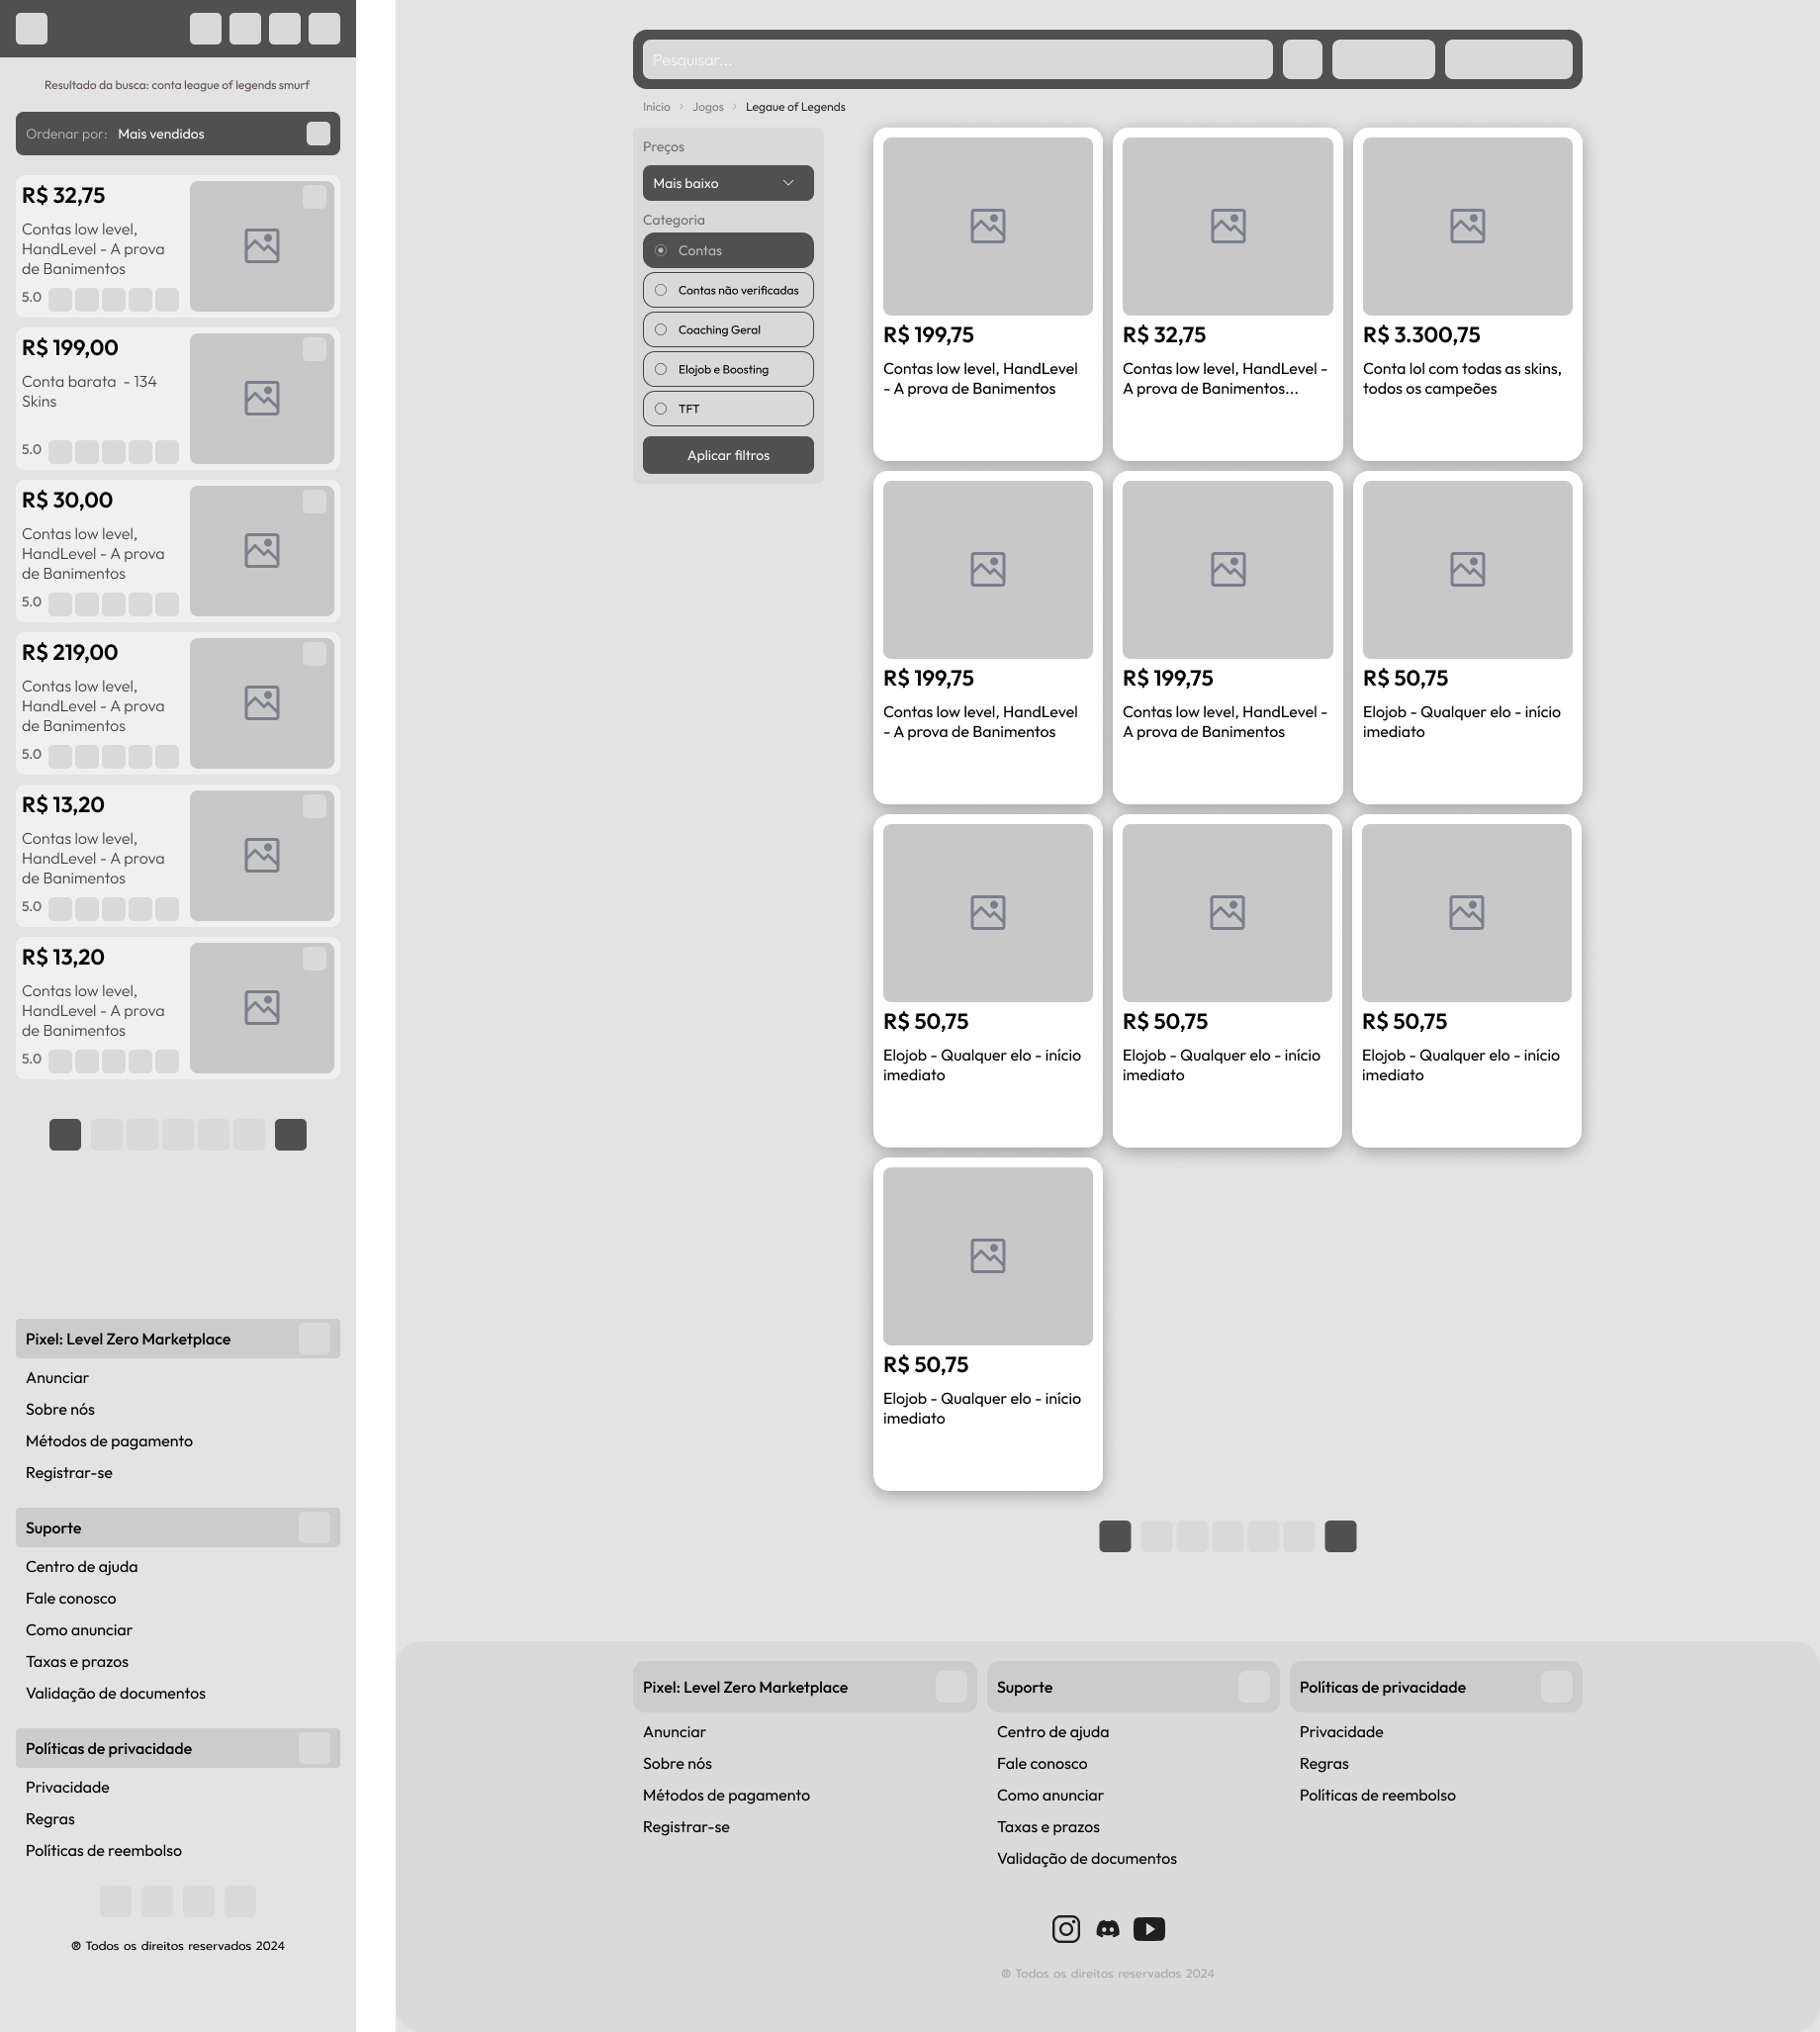 Resultado da busca: conta league of legends smurf
Ordenar por: Mais vendidos
R$ 32,75
Contas low level,
HandLevel - A prova
de Banimentos
5.0
R$ 199,00
Conta barata  - 134
Skins
5.0
R$ 30,00
Contas low level,
HandLevel - A prova
de Banimentos
5.0
R$ 219,00
Contas low level,
HandLevel - A prova
de Banimentos
5.0
R$ 13,20
Contas low level,
HandLevel - A prova
de Banimentos
5.0
R$ 13,20
Contas low level,
HandLevel - A prova
de Banimentos
5.0
Pixel: Level Zero Marketplace
Anunciar
Sobre nós
Métodos de pagamento
Registrar-se
Suporte
Centro de ajuda
Fale conosco
Como anunciar
Taxas e prazos
Validação de documentos
Políticas de privacidade
Privacidade
Regras
Políticas de reembolso
® Todos os direitos reservados 2024
Pesquisar...
Início > Jogos > Legaue of Legends
Preços
Mais baixo
Categoria
Contas
Contas não verificadas
Coaching Geral
Elojob e Boosting
TFT
Aplicar filtros
R$ 199,75
Contas low level, HandLevel
- A prova de Banimentos
R$ 32,75
Contas low level, HandLevel -
A prova de Banimentos...
R$ 3.300,75
Conta lol com todas as skins,
todos os campeões
R$ 199,75
Contas low level, HandLevel
- A prova de Banimentos
R$ 199,75
Contas low level, HandLevel -
A prova de Banimentos
R$ 50,75
Elojob - Qualquer elo - início
imediato
R$ 50,75
Elojob - Qualquer elo - início
imediato
R$ 50,75
Elojob - Qualquer elo - início
imediato
R$ 50,75
Elojob - Qualquer elo - início
imediato
R$ 50,75
Elojob - Qualquer elo - início
imediato
Pixel: Level Zero Marketplace
Anunciar
Sobre nós
Métodos de pagamento
Registrar-se
Suporte
Centro de ajuda
Fale conosco
Como anunciar
Taxas e prazos
Validação de documentos
Políticas de privacidade
Privacidade
Regras
Políticas de reembolso
® Todos os direitos reservados 2024